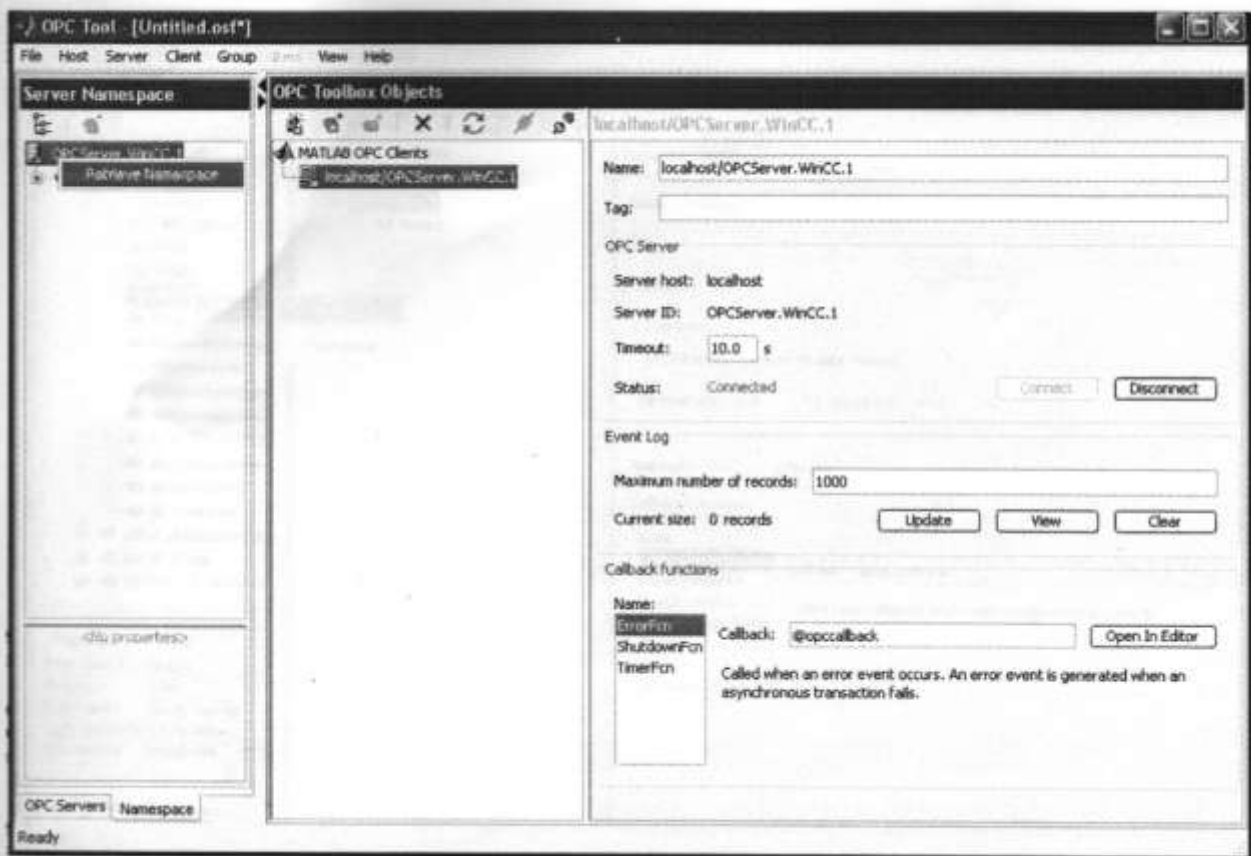 OPC Tool - [Untitled.osf*]
File Host Server Client Group Item View Help
Server Namespace
OPC Toolbox Objects
OPCServer.WinCC.1
Retrieve Namespace
MATLAB OPC Clients
localhost/OPCServer.WinCC.1
localhost/OPCServer.WinCC.1
Name: localhost/OPCServer.WinCC.1
Tag:
OPC Server
Server host: localhost
Server ID: OPCServer.WinCC.1
Timeout: 10.0 s
Status: Connected Connect Disconnect
Event Log
Maximum number of records: 1000
Current size: 0 records Update View Clear
Callback functions
Name:
ErrorFcn
ShutdownFcn
TimerFcn
Callback: @opccallback Open In Editor
Called when an error event occurs. An error event is generated when an
asynchronous transaction fails.
<No properties>
OPC Servers Namespace
Ready